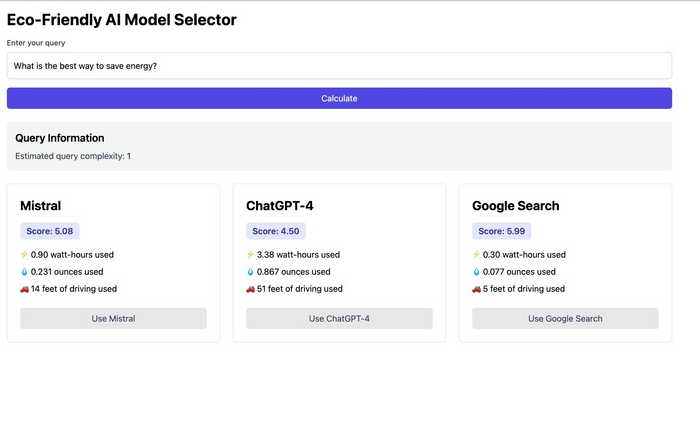 Eco-Friendly AI Model Selector
Enter your query
What is the best way to save energy?
Calculate
Query Information
Estimated query complexity: 1
Mistral
Score: 5.08
⚡ 0.90 watt-hours used
💧 0.231 ounces used
🚗 14 feet of driving used
Use Mistral
ChatGPT-4
Score: 4.50
⚡ 3.38 watt-hours used
💧 0.867 ounces used
🚗 51 feet of driving used
Use ChatGPT-4
Google Search
Score: 5.99
⚡ 0.30 watt-hours used
💧 0.077 ounces used
🚗 5 feet of driving used
Use Google Search